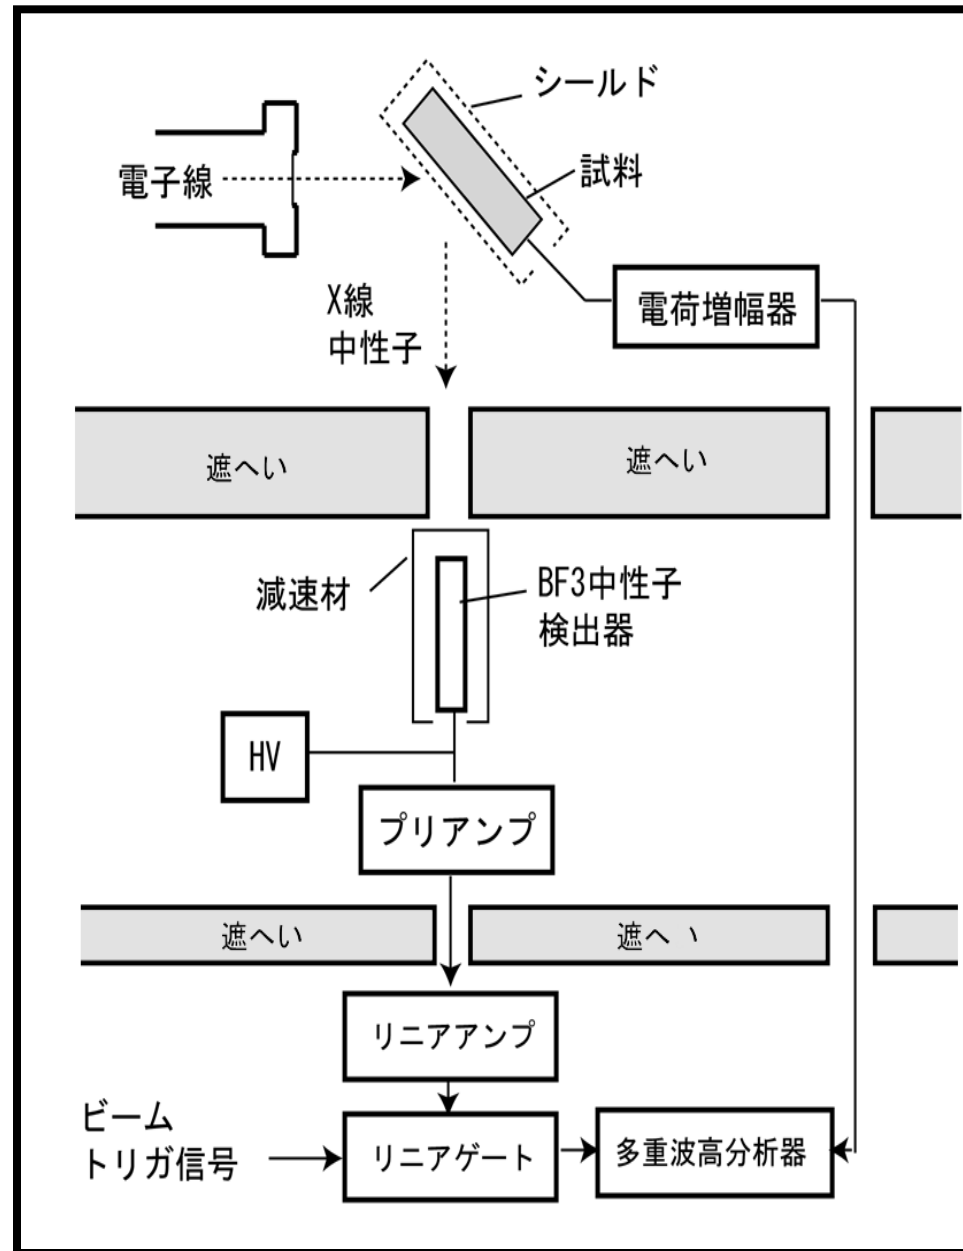 シールド
電子線
試料
電荷増幅器
X線
中性子
遮へい
遮へい
減速材
BF3中性子
検出器
HV
プリアンプ
遮へい
遮へ
リニアアンプ
ビーム
トリガ信号
リニアゲート
多重波高分析器